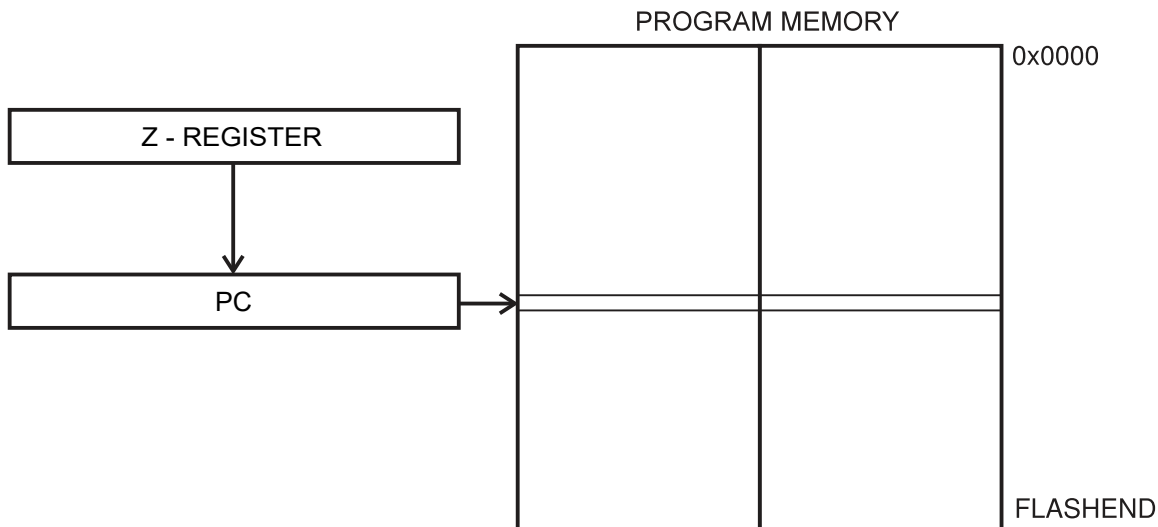 PROGRAM MEMORY
0x0000
Z - REGISTER
PC
FLASHEND